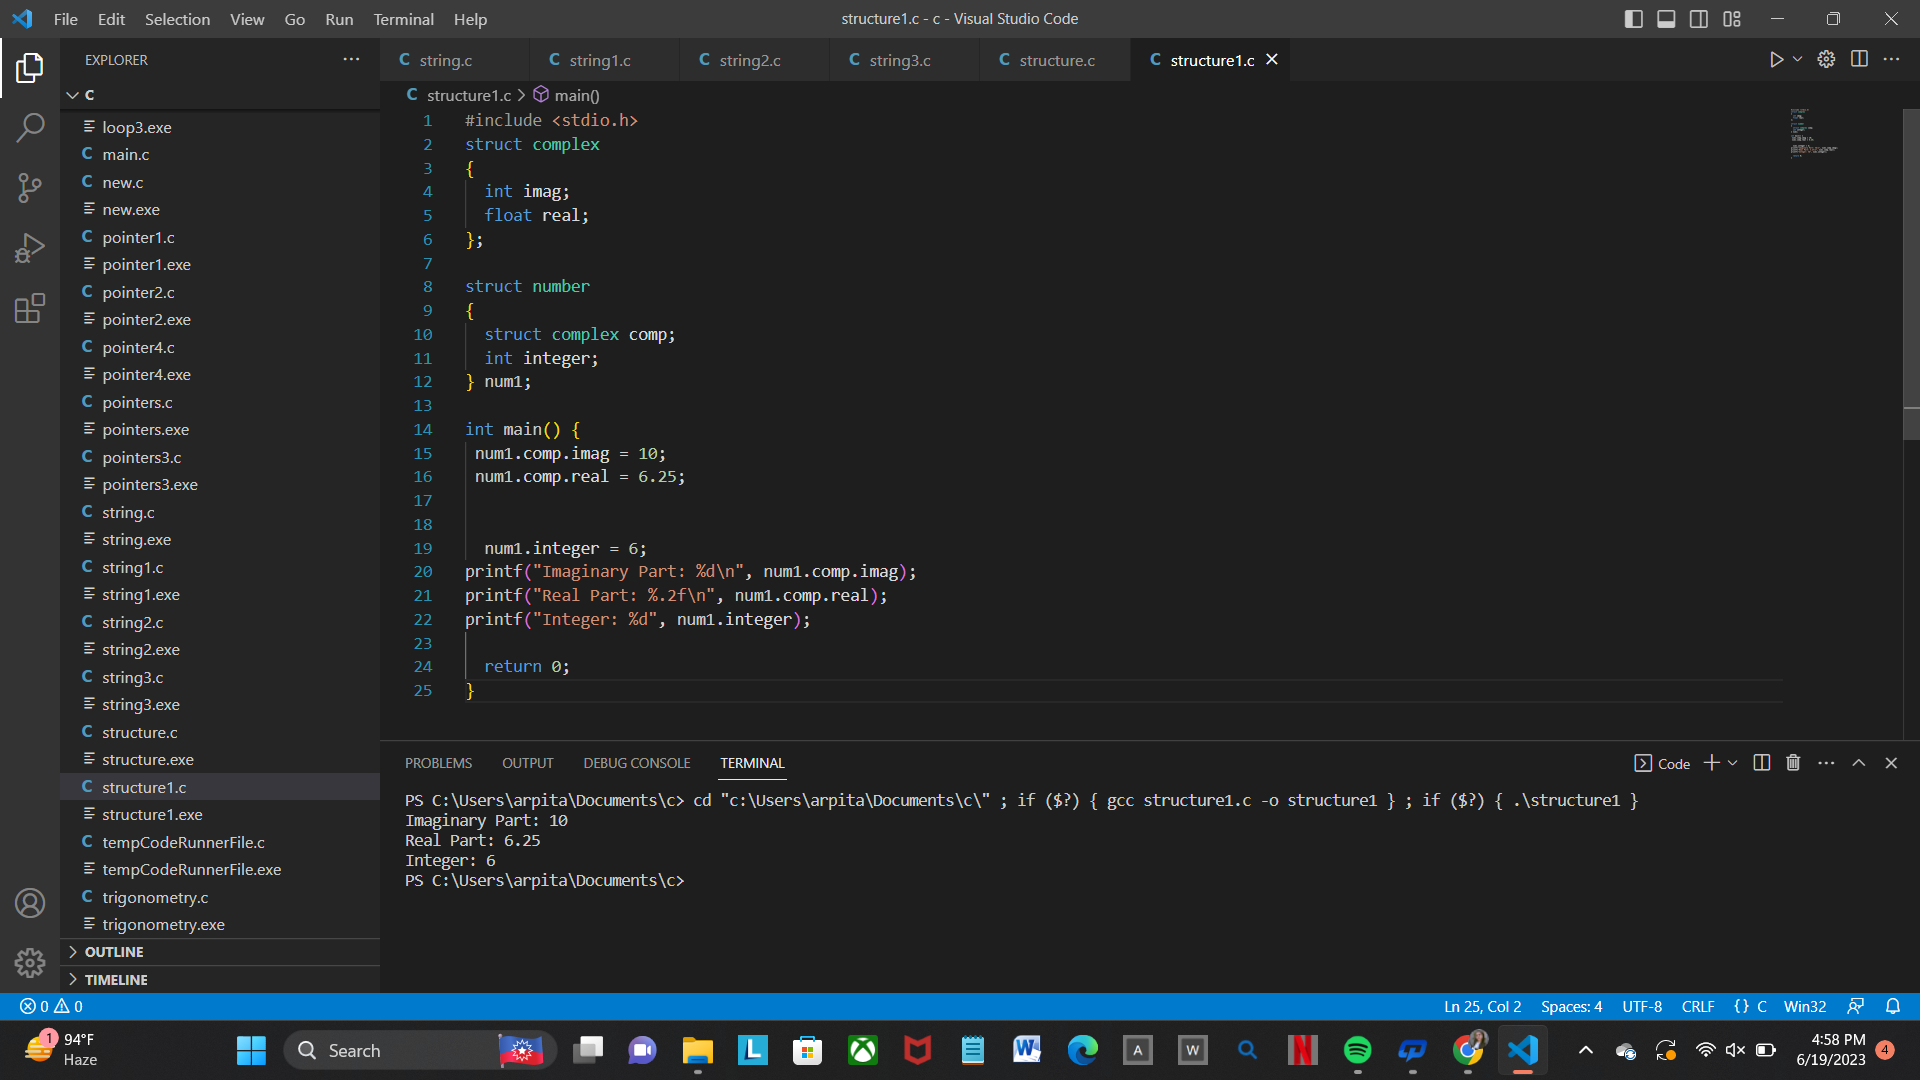 File Edit Selection View Go Run Terminal Help
structure1.c - c - Visual Studio Code
EXPLORER
C
loop3.exe
main.c
new.c
new.exe
pointer1.c
pointer1.exe
pointer2.c
pointer2.exe
pointer4.c
pointer4.exe
pointers.c
pointers.exe
pointers3.c
pointers3.exe
string.c
string.exe
string1.c
string1.exe
string2.c
string2.exe
string3.c
string3.exe
structure.c
structure.exe
structure1.c
structure1.exe
tempCodeRunnerFile.c
tempCodeRunnerFile.exe
trigonometry.c
trigonometry.exe
OUTLINE
TIMELINE
C string.c C string1.c C string2.c C string3.c C structure.c C structure1.c
C structure1.c > main()
1 #include <stdio.h>
2 struct complex
3 {
4 int imag;
5 float real;
6 };
7
8 struct number
9 {
10 struct complex comp;
11 int integer;
12 } num1;
13
14 int main() {
15 num1.comp.imag = 10;
16 num1.comp.real = 6.25;
17
18
19 num1.integer = 6;
20 printf("Imaginary Part: %d\n", num1.comp.imag);
21 printf("Real Part: %.2f\n", num1.comp.real);
22 printf("Integer: %d", num1.integer);
23
24 return 0;
25 }
PROBLEMS OUTPUT DEBUG CONSOLE TERMINAL
Code
PS C:\Users\arpita\Documents\c> cd "c:\Users\arpita\Documents\c\" ; if ($?) { gcc structure1.c -o structure1 } ; if ($?) { .\structure1 }
Imaginary Part: 10
Real Part: 6.25
Integer: 6
PS C:\Users\arpita\Documents\c>
0 0
Ln 25, Col 2 Spaces: 4 UTF-8 CRLF {} C Win32
1
94°F
Haze
Search
L
W
A
W
N
4:58 PM
6/19/2023
4